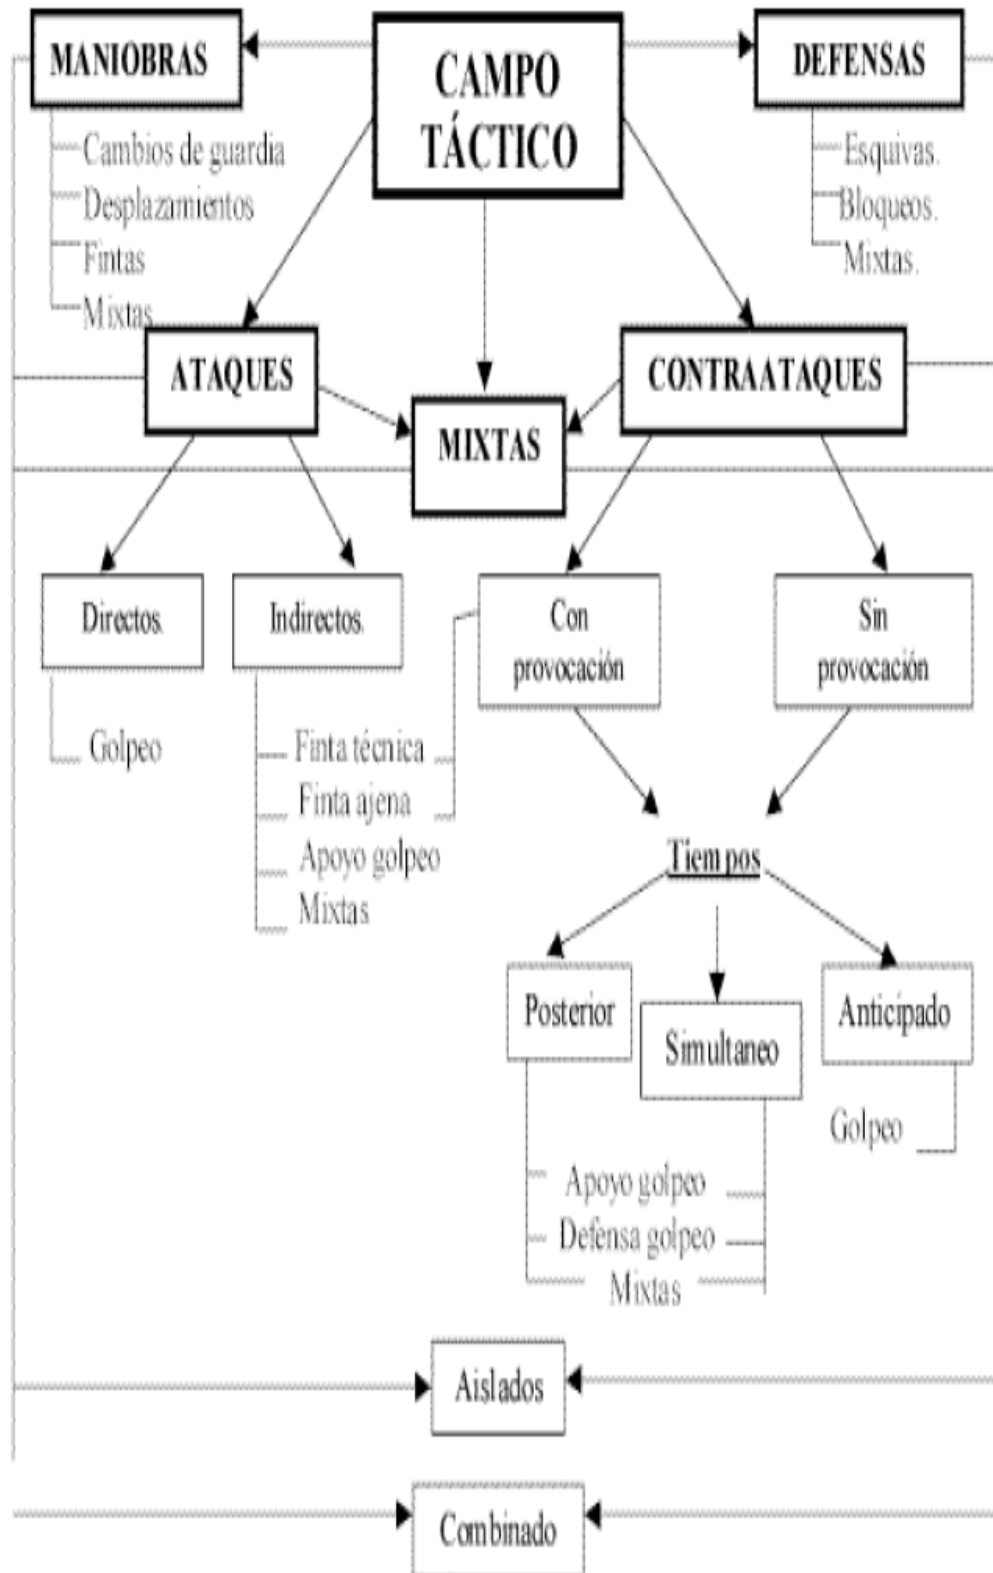 MANIOBRAS
CAMPO
TÁCTICO
DEFENSAS
Cambios de guardia
Desplazamientos
Fintas
Mixtas
Esquivas.
Bloqueos.
Mixtas.
ATAQUES
MIXTAS
CONTRAATAQUES
Directos.
Indirectos.
Con
provocación
Sin
provocación
Golpeo
Finta técnica
Finta ajena
Apoyo golpeo
Mixtas
Tiempos
Posterior
Simultaneo
Anticípado
Golpeo
Apoyo golpeo
Defensa golpeo
Mixtas
Aislados
Combinado